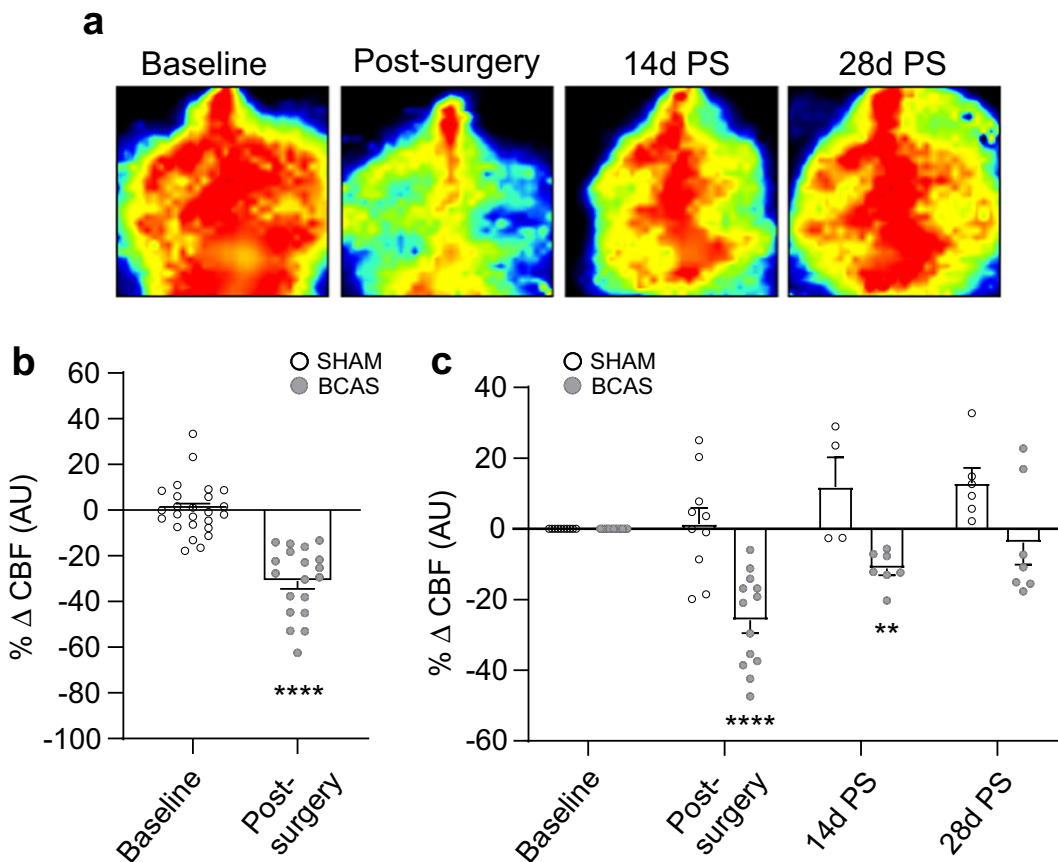 a
Baseline Post-surgery 14d PS 28d PS
b
SHAM
BCAS
% Δ CBF (AU)
60
40
20
0
-20
-40
-60
-80
-100
****
Baseline
Post-
surgery
c
SHAM
BCAS
% Δ CBF (AU)
40
20
0
-20
-40
-60
****
**
Baseline
Post-
surgery
14d PS
28d PS